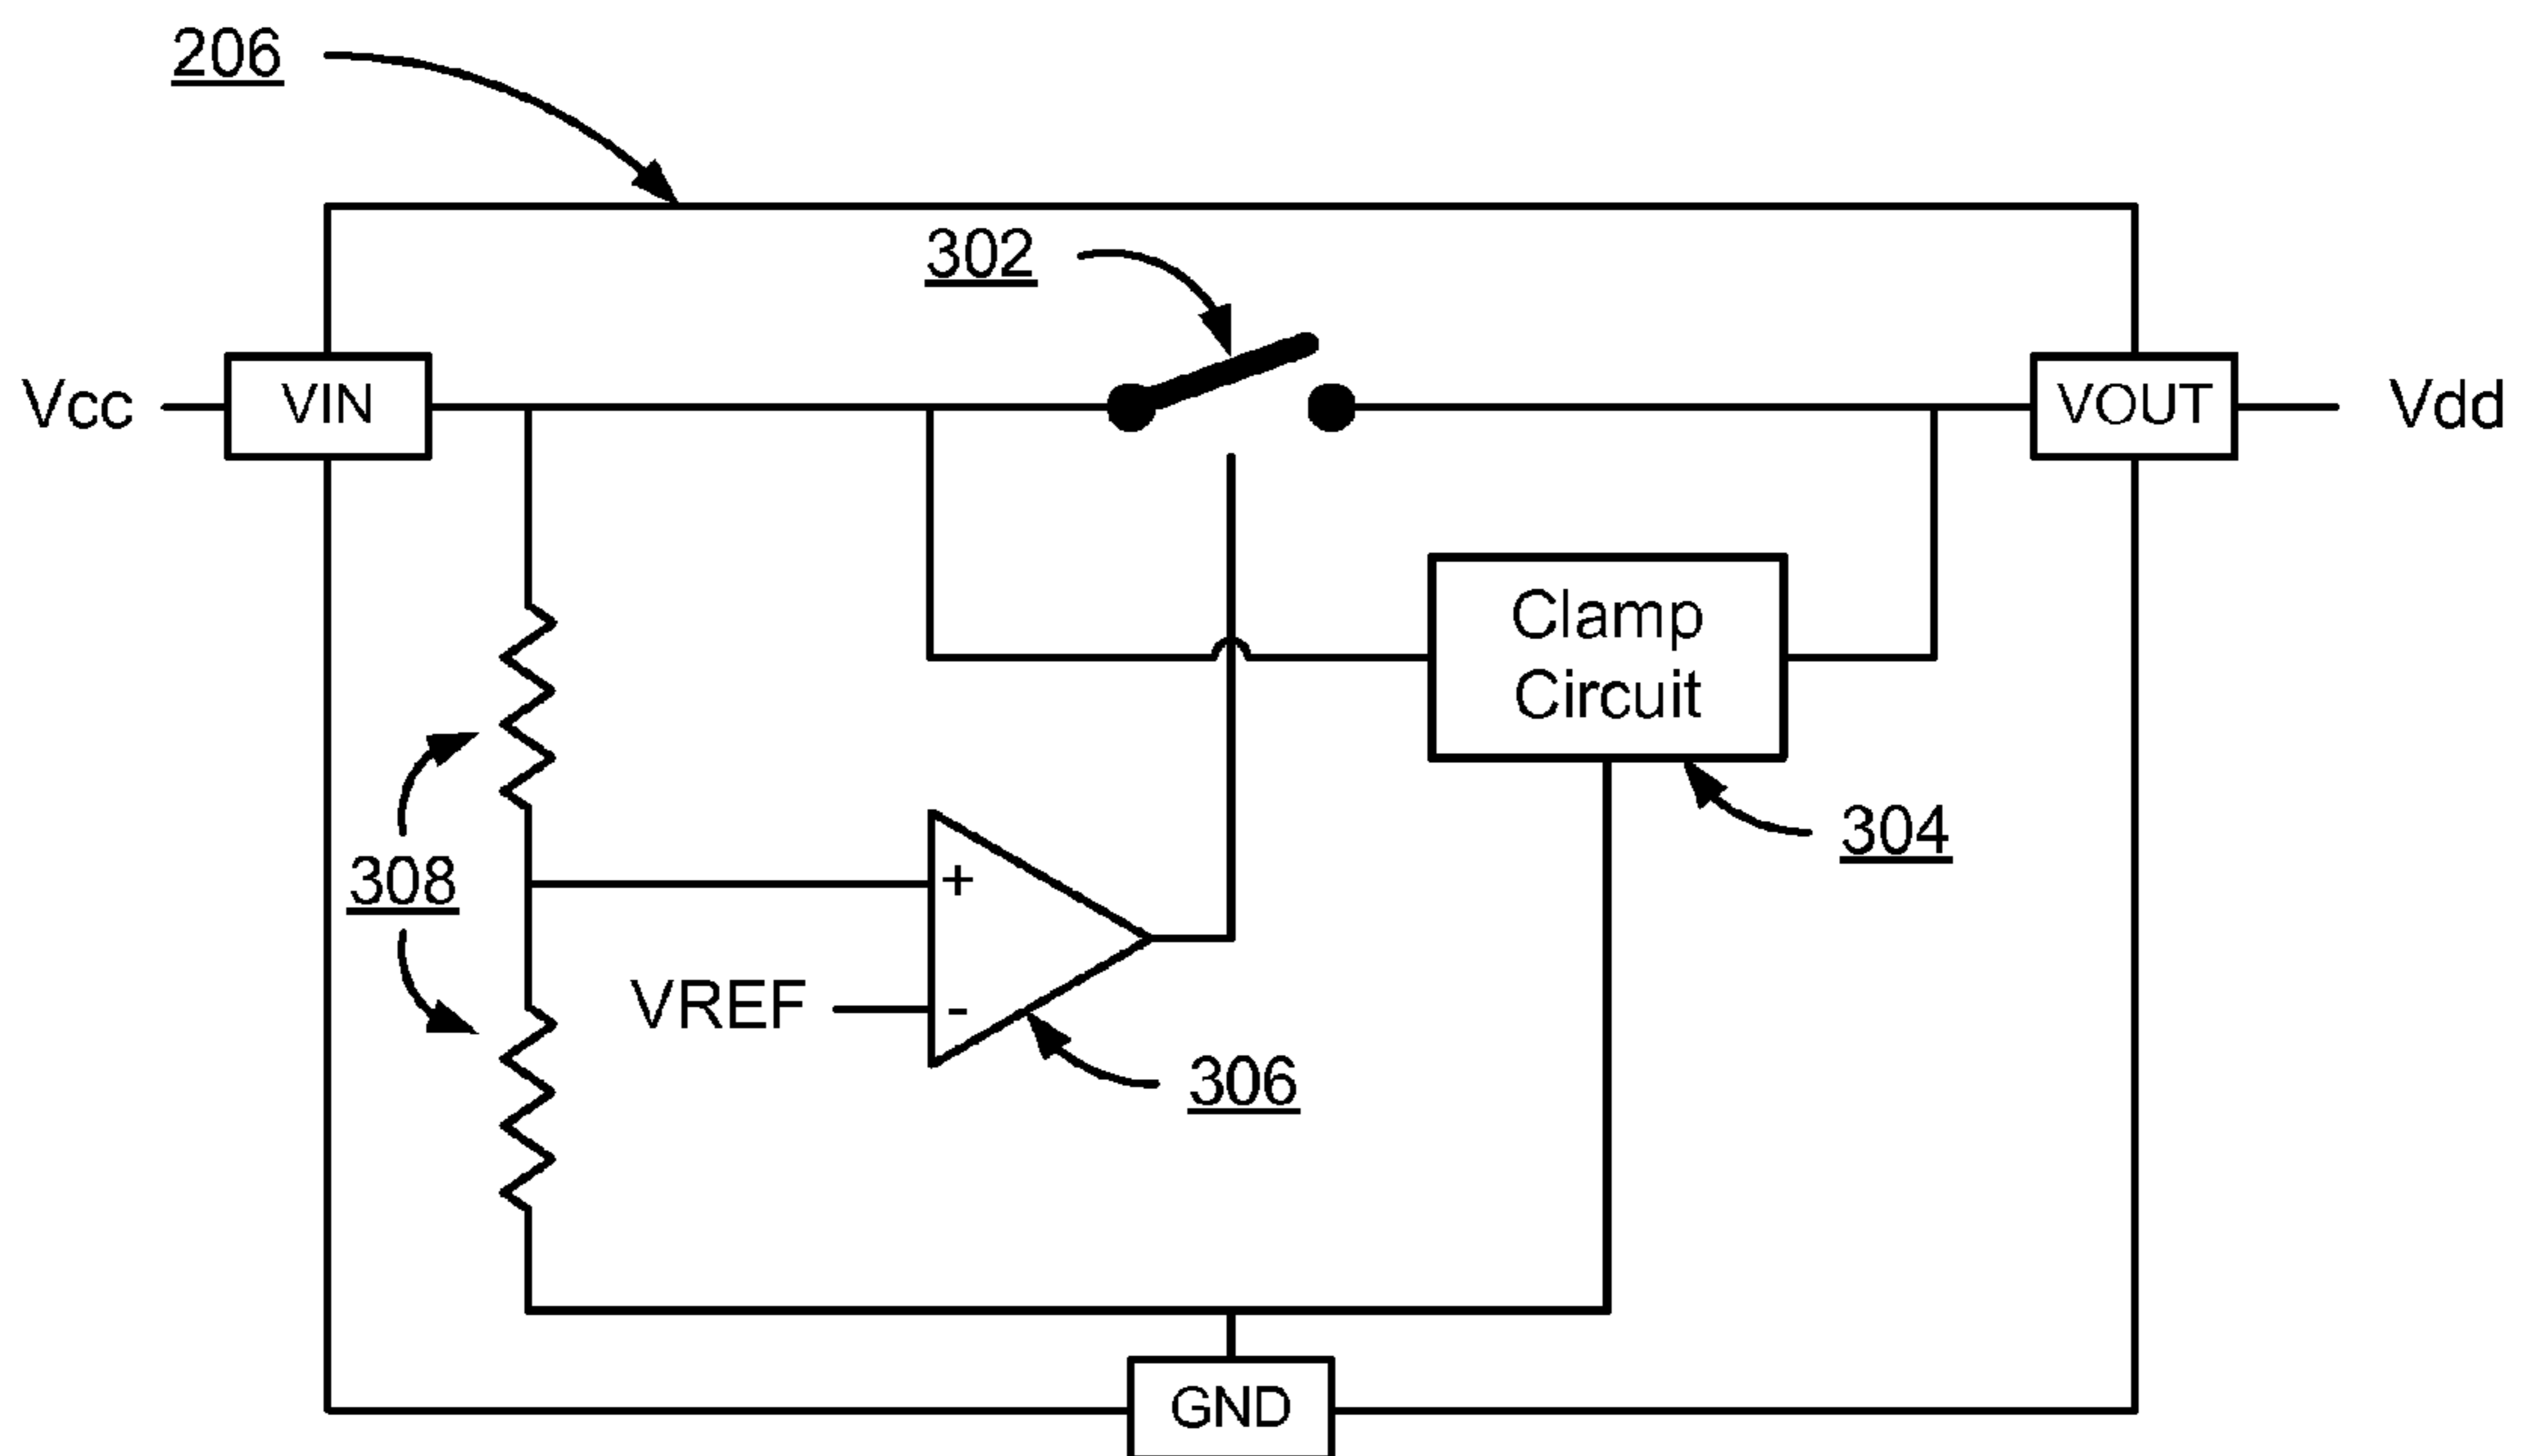 206
302
Vcc
VIN
VOUT
Vdd
Clamp
Circuit
304
308
+
VREF
-
306
GND